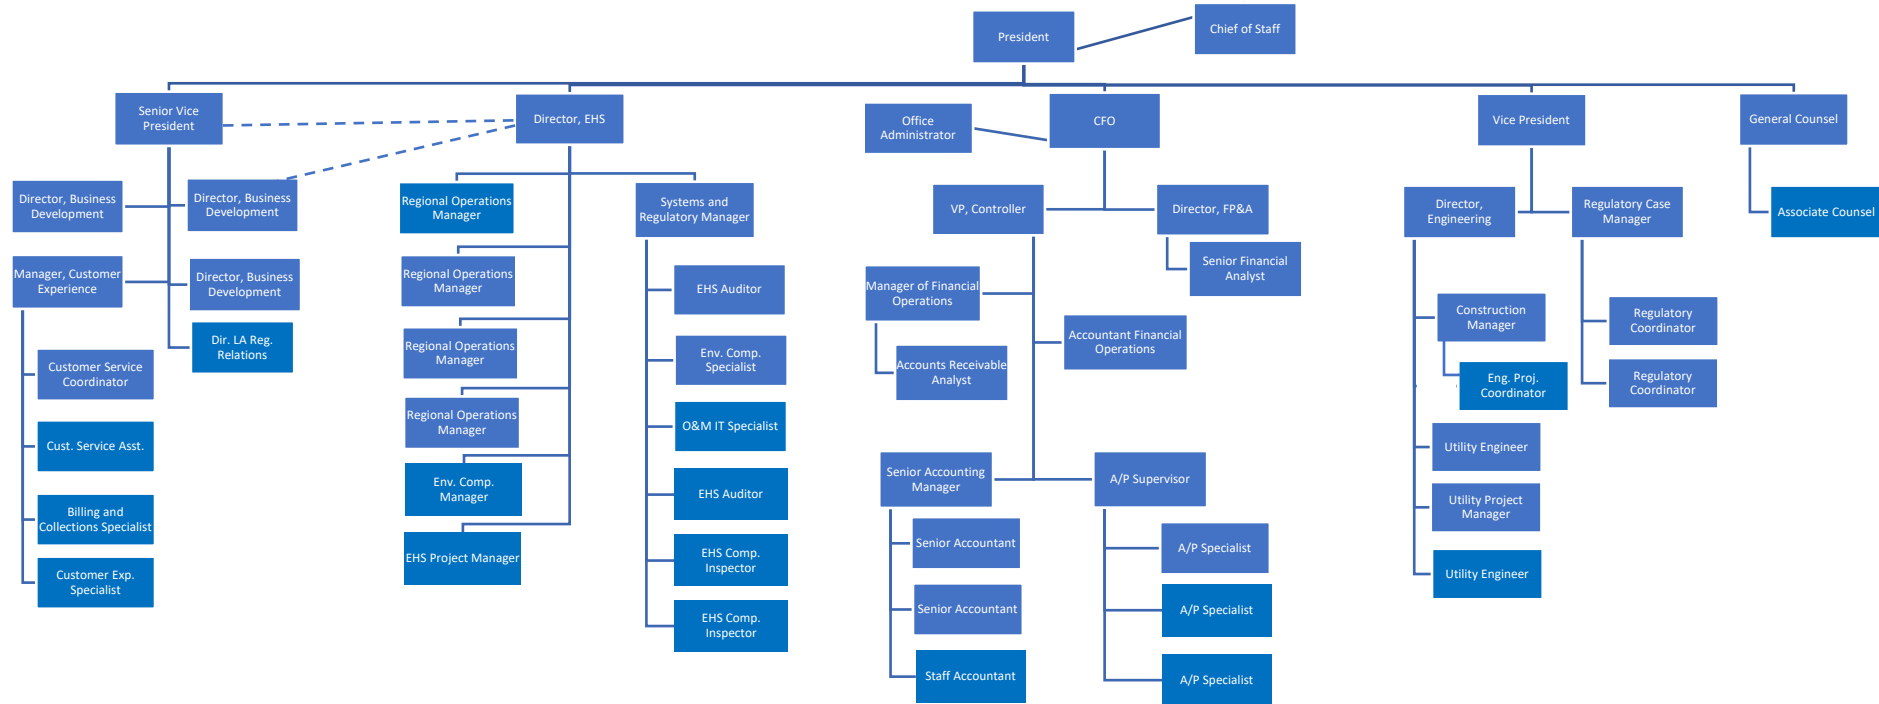 President
Chief of Staff
Senior Vice
President
Director, EHS
Office
Administrator
CFO
Vice President
General Counsel
Director, Business
Development
Director, Business
Development
Regional Operations
Manager
Systems and
Regulatory Manager
VP, Controller
Director, FP&A
Director,
Engineering
Regulatory Case
Manager
Associate Counsel
Manager, Customer
Experience
Director, Business
Development
Regional Operations
Manager
EHS Auditor
Manager of Financial
Operations
Senior Financial
Analyst
Construction
Manager
Regulatory
Coordinator
Dir. LA Reg.
Relations
Regional Operations
Manager
Env. Comp.
Specialist
Accountant Financial
Operations
Customer Service
Coordinator
Accounts Receivable
Analyst
Eng. Proj.
Coordinator
Regulatory
Coordinator
Regional Operations
Manager
O&M IT Specialist
Cust. Service Asst.
Utility Engineer
Env. Comp.
Manager
EHS Auditor
Senior Accounting
Manager
A/P Supervisor
Utility Project
Manager
Billing and
Collections Specialist
EHS Project Manager
EHS Comp.
Inspector
Senior Accountant
A/P Specialist
Utility Engineer
Customer Exp.
Specialist
EHS Comp.
Inspector
Senior Accountant
A/P Specialist
Staff Accountant
A/P Specialist